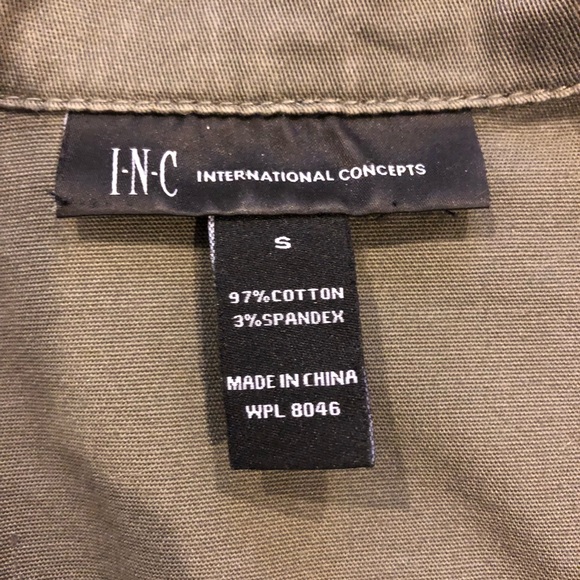 I·N·C INTERNATIONAL CONCEPTS
S
97%COTTON
3%SPANDEX
MADE IN CHINA
WPL 8046